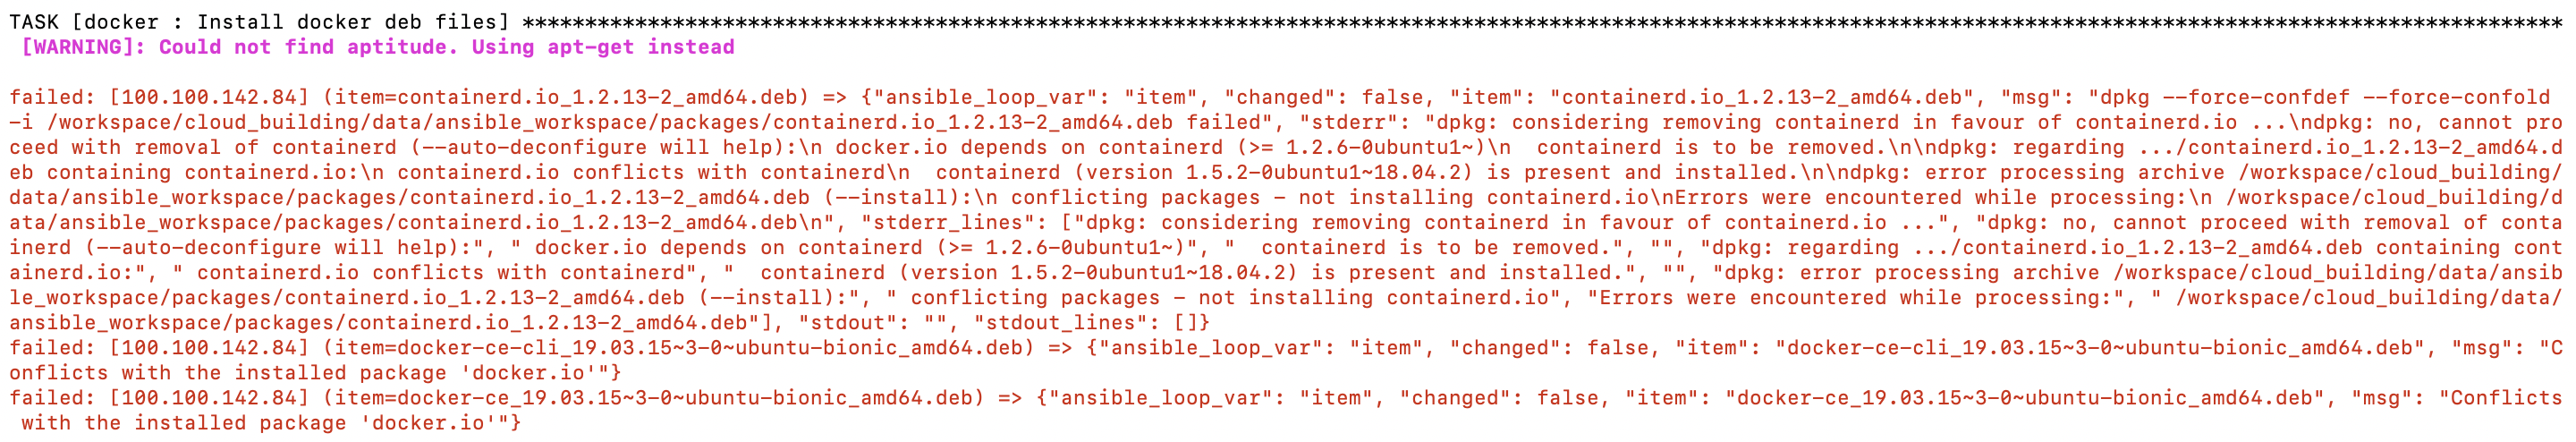 TASK [docker : Install docker deb files] *******************************************************************************************************************************************************************
 [WARNING]: Could not find aptitude. Using apt-get instead
failed: [100.100.142.84] (item=containerd.io_1.2.13-2_amd64.deb) => {"ansible_loop_var": "item", "changed": false, "item": "containerd.io_1.2.13-2_amd64.deb", "msg": "dpkg --force-confdef --force-confold
-i /workspace/cloud_building/data/ansible_workspace/packages/containerd.io_1.2.13-2_amd64.deb failed", "stderr": "dpkg: considering removing containerd in favour of containerd.io ...\ndpkg: no, cannot pro
ceed with removal of containerd (--auto-deconfigure will help):\n docker.io depends on containerd (>= 1.2.6-0ubuntu1~)\n  containerd is to be removed.\n\ndpkg: regarding .../containerd.io_1.2.13-2_amd64.d
eb containing containerd.io:\n containerd.io conflicts with containerd\n  containerd (version 1.5.2-0ubuntu1~18.04.2) is present and installed.\n\ndpkg: error processing archive /workspace/cloud_building/
data/ansible_workspace/packages/containerd.io_1.2.13-2_amd64.deb (--install):\n conflicting packages - not installing containerd.io\nErrors were encountered while processing:\n /workspace/cloud_building/d
ata/ansible_workspace/packages/containerd.io_1.2.13-2_amd64.deb\n", "stderr_lines": ["dpkg: considering removing containerd in favour of containerd.io ...", "dpkg: no, cannot proceed with removal of conta
inerd (--auto-deconfigure will help):", " docker.io depends on containerd (>= 1.2.6-0ubuntu1~)", "  containerd is to be removed.", "", "dpkg: regarding .../containerd.io_1.2.13-2_amd64.deb containing cont
ainerd.io:", " containerd.io conflicts with containerd", "  containerd (version 1.5.2-0ubuntu1~18.04.2) is present and installed.", "", "dpkg: error processing archive /workspace/cloud_building/data/ansib
le_workspace/packages/containerd.io_1.2.13-2_amd64.deb (--install):", " conflicting packages - not installing containerd.io", "Errors were encountered while processing:", " /workspace/cloud_building/data/
ansible_workspace/packages/containerd.io_1.2.13-2_amd64.deb"], "stdout": "", "stdout_lines": []}
failed: [100.100.142.84] (item=docker-ce-cli_19.03.15~3-0~ubuntu-bionic_amd64.deb) => {"ansible_loop_var": "item", "changed": false, "item": "docker-ce-cli_19.03.15~3-0~ubuntu-bionic_amd64.deb", "msg": "C
onflicts with the installed package 'docker.io'"}
failed: [100.100.142.84] (item=docker-ce_19.03.15~3-0~ubuntu-bionic_amd64.deb) => {"ansible_loop_var": "item", "changed": false, "item": "docker-ce_19.03.15~3-0~ubuntu-bionic_amd64.deb", "msg": "Conflicts
 with the installed package 'docker.io'"}